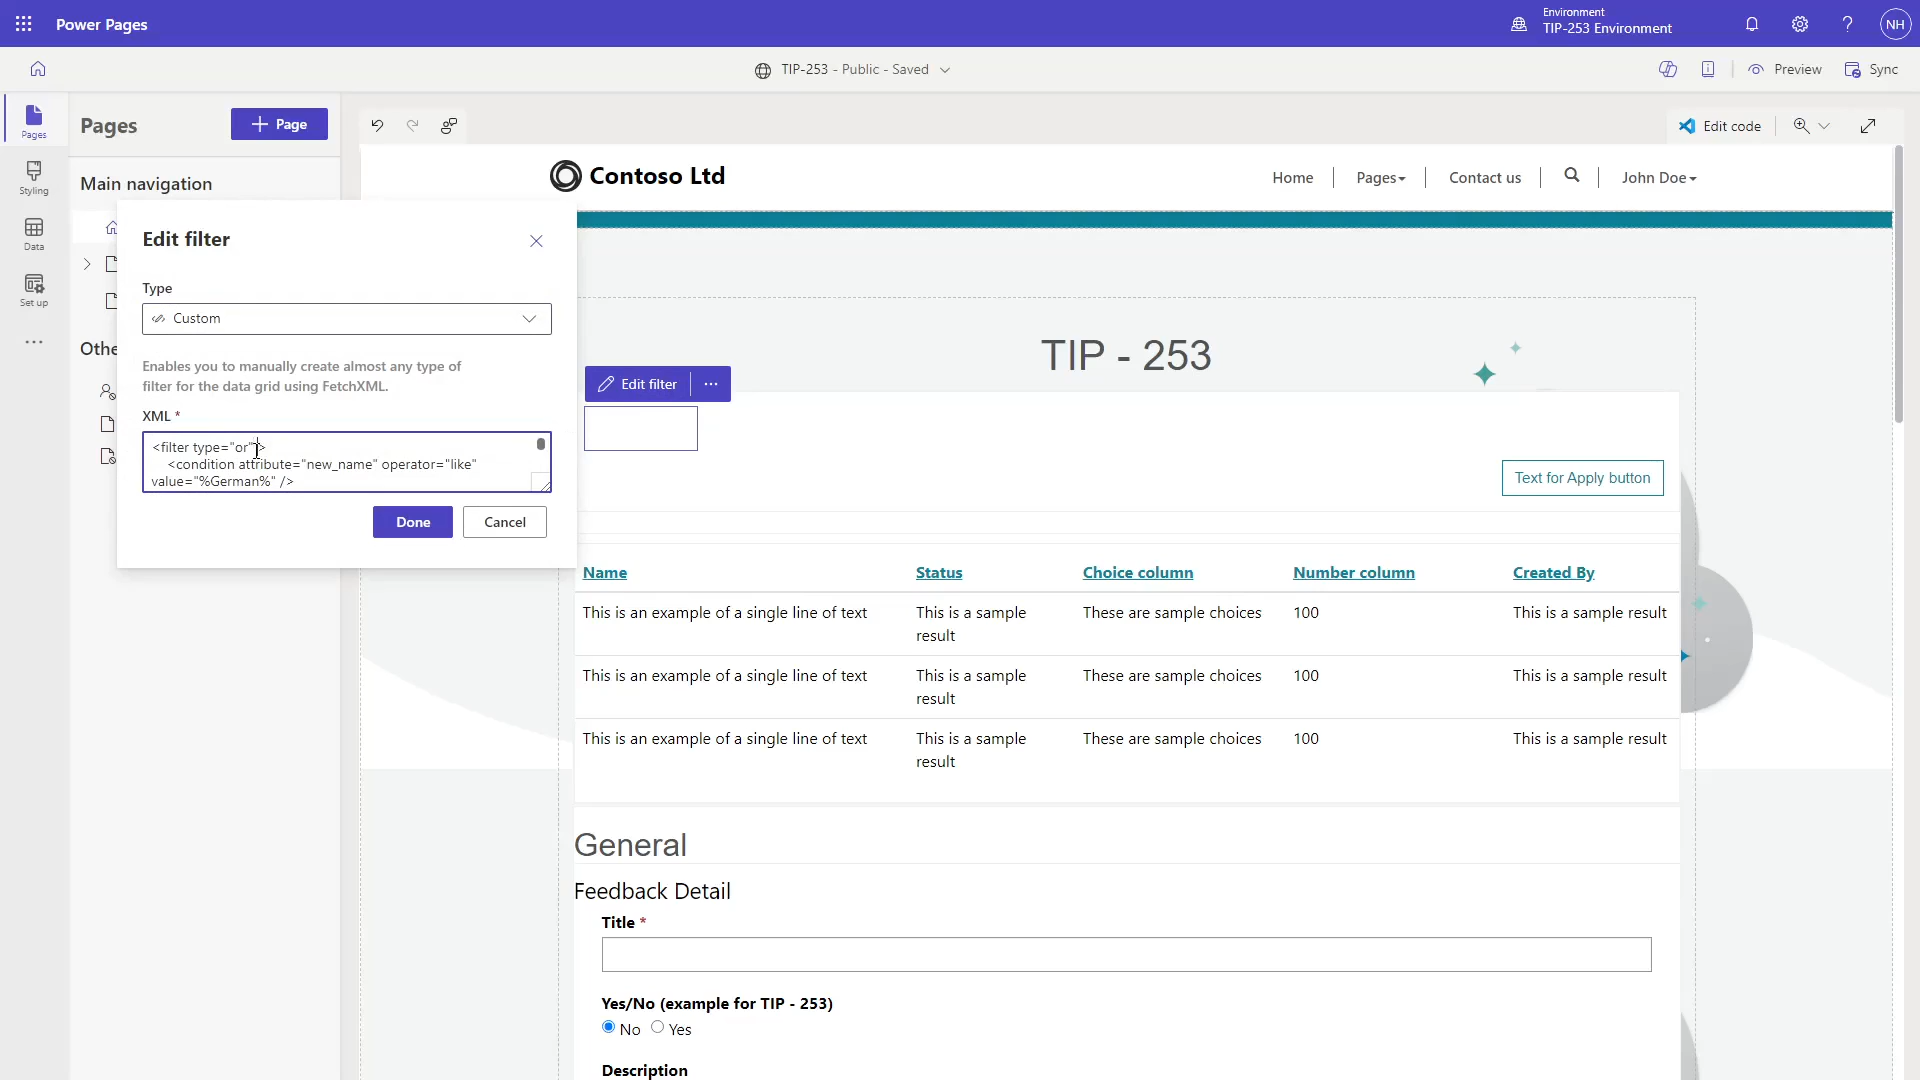 Power Pages
Environment
TIP-253 Environment
NH
TIP-253 - Public - Saved
Preview
Sync
Pages
Styling
Data
Set up
Pages
Page
Main navigation
Othe
Edit filter
Type
Custom
Enables you to manually create almost any type of
filter for the data grid using FetchXML.
XML *
<filter type="or">
<condition attribute="new_name" operator="like"
value="%German%" />
Done
Cancel
Edit code
Contoso Ltd
Home
Pages
Contact us
John Doe
TIP - 253
Edit filter
Text for Apply button
Name Status Choice column Number column Created By
This is an example of a single line of text This is a sample These are sample choices 100 This is a sample result
result
This is an example of a single line of text This is a sample These are sample choices 100 This is a sample result
result
This is an example of a single line of text This is a sample These are sample choices 100 This is a sample result
result
General
Feedback Detail
Title *
Yes/No (example for TIP - 253)
No Yes
Description